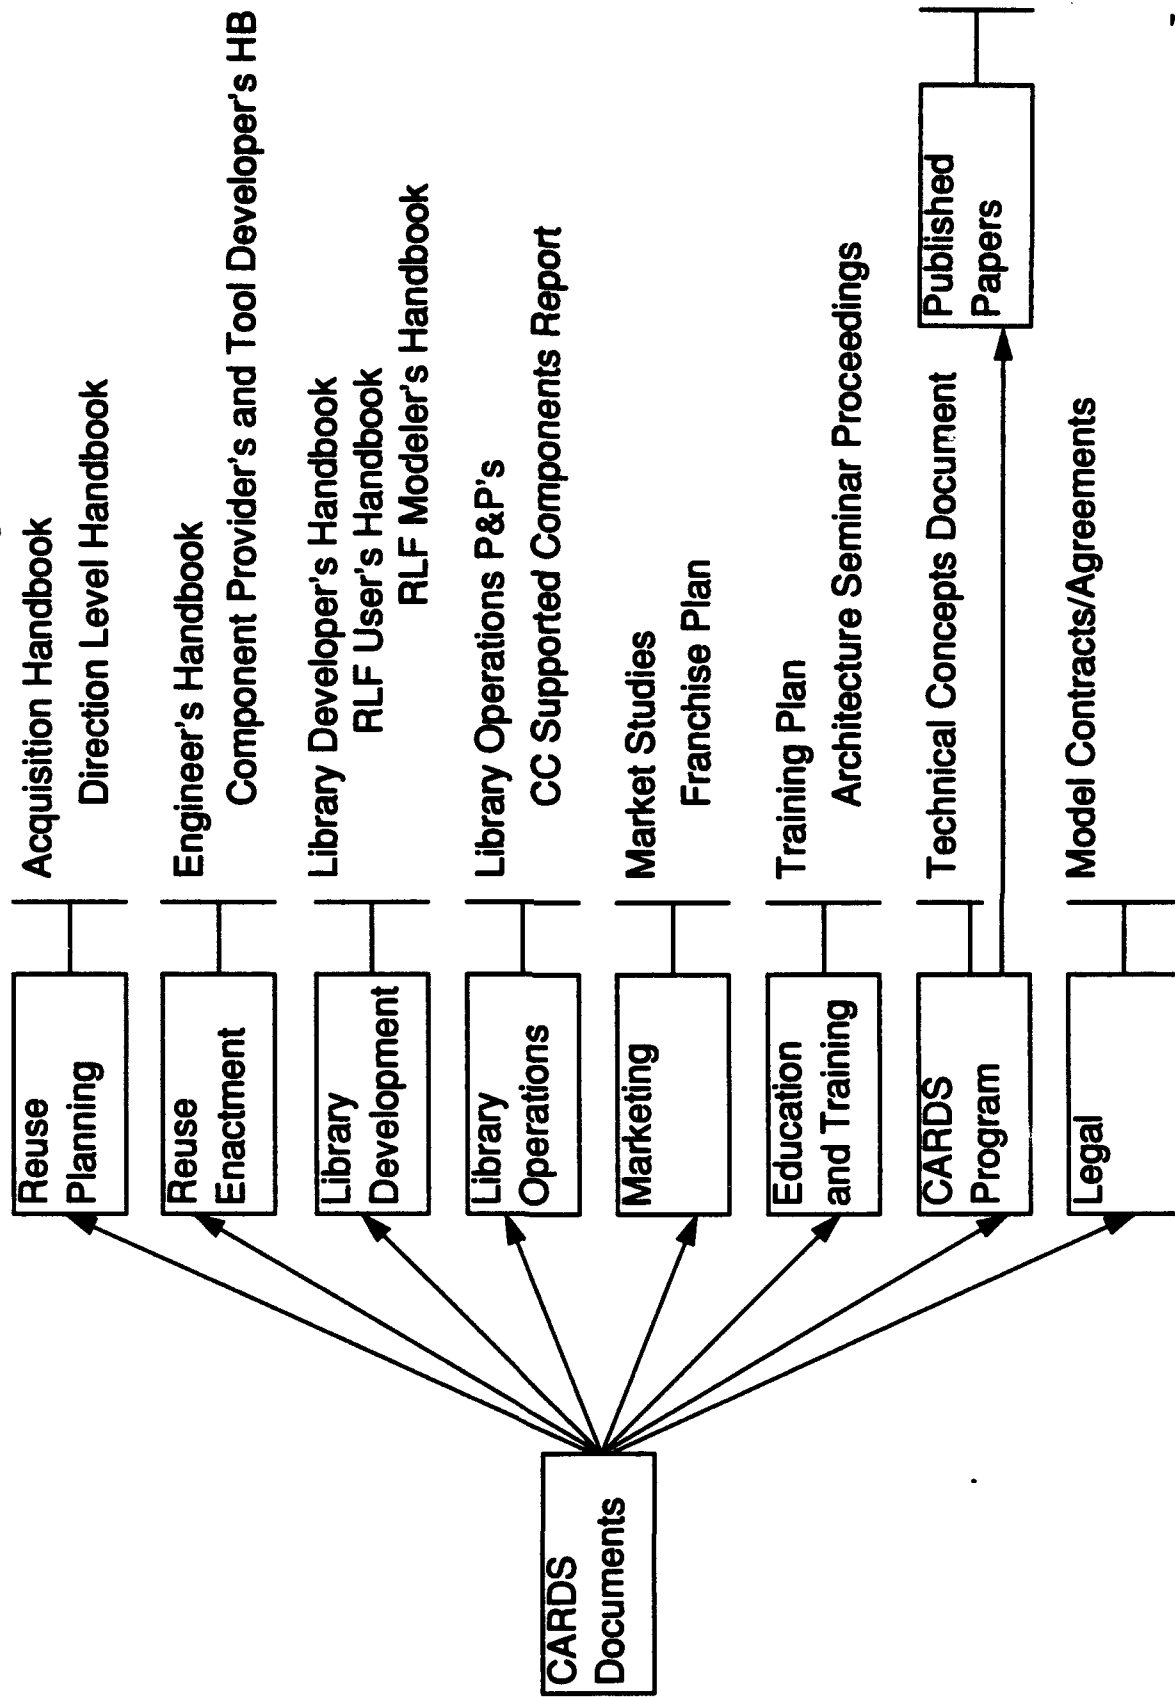 CARDS
Documents
Reuse
Planning
Acquisition Handbook
Direction Level Handbook
Reuse
Enactment
Engineer's Handbook
Component Provider's and Tool Developer's HB
Library
Development
Library Developer's Handbook
RLF User's Handbook
RLF Modeler's Handbook
Library
Operations
Library Operations P&P's
CC Supported Components Report
Marketing
Market Studies
Franchise Plan
Education
and Training
Training Plan
Architecture Seminar Proceedings
CARDS
Program
Technical Concepts Document
Published
Papers
Legal
Model Contracts/Agreements